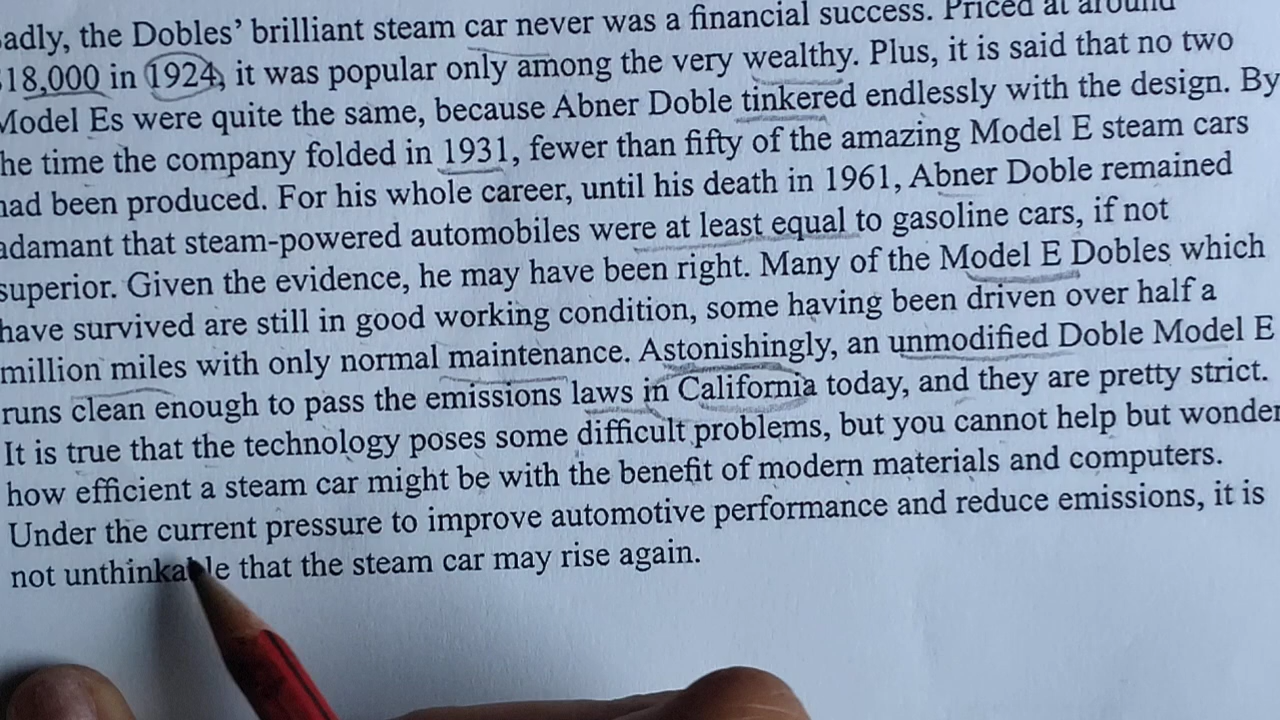 adly, the Dobles' brilliant steam car never was a financial success. Priced at around
18,000 in 1924, it was popular only among the very wealthy. Plus, it is said that no two
Model Es were quite the same, because Abner Doble tinkered endlessly with the design. By
he time the company folded in 1931, fewer than fifty of the amazing Model E steam cars
had been produced. For his whole career, until his death in 1961, Abner Doble remained
adamant that steam-powered automobiles were at least equal to gasoline cars, if not
superior. Given the evidence, he may have been right. Many of the Model E Dobles which
have survived are still in good working condition, some having been driven over half a
million miles with only normal maintenance. Astonishingly, an unmodified Doble Model E
runs clean enough to pass the emissions laws in California today, and they are pretty strict.
It is true that the technology poses some difficult problems, but you cannot help but wonder
how efficient a steam car might be with the benefit of modern materials and computers.
Under the current pressure to improve automotive performance and reduce emissions, it is
not unthinkable that the steam car may rise again.